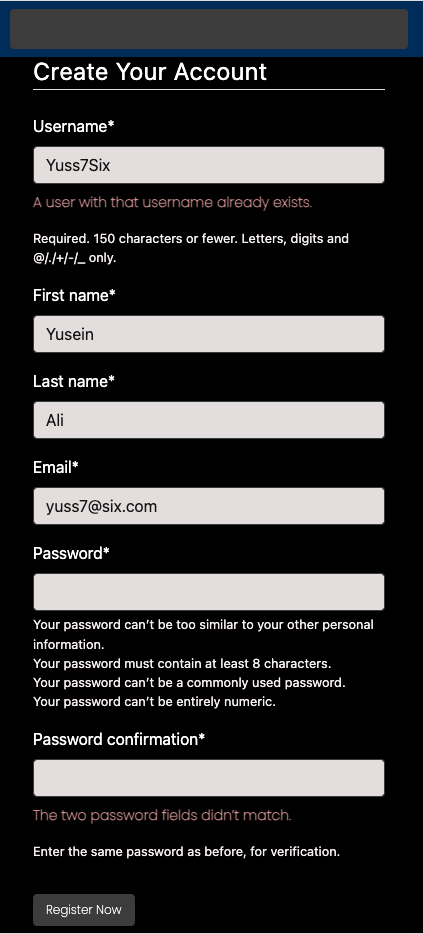 Create Your Account
Username*
Yuss7Six
A user with that username already exists.
Required. 150 characters or fewer. Letters, digits and
@/./+/-/_ only.
First name*
Yusein
Last name*
Ali
Email*
yuss7@six.com
Password*
Your password can’t be too similar to your other personal
information.
Your password must contain at least 8 characters.
Your password can’t be a commonly used password.
Your password can’t be entirely numeric.
Password confirmation*
The two password fields didn’t match.
Enter the same password as before, for verification.
Register Now